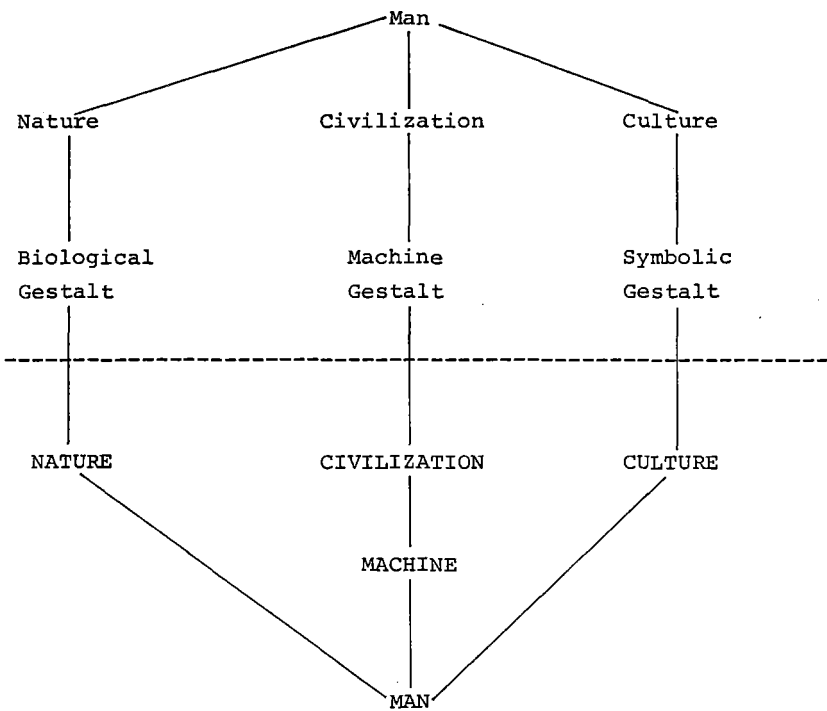 Man
Nature Civilization Culture
Biological Machine Symbolic
Gestalt Gestalt Gestalt
NATURE CIVILIZATION CULTURE
MACHINE
MAN